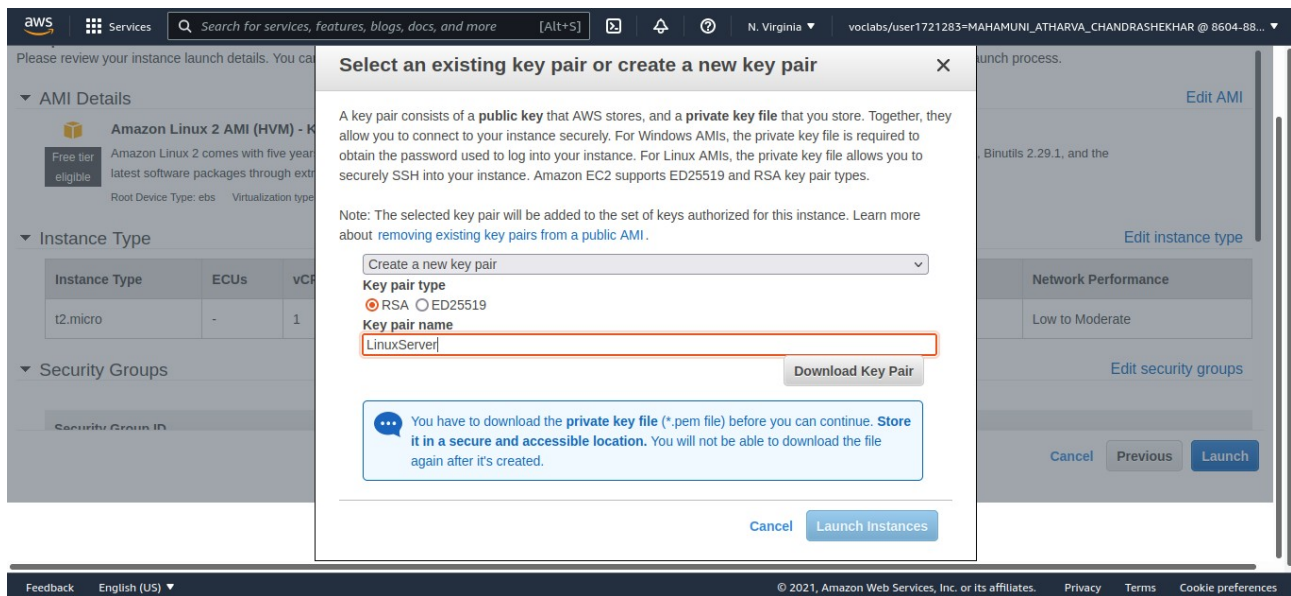 aws
Services
Search for services, features, blogs, docs, and more [Alt+S]
N. Virginia ▼
voclabs/user1721283=MAHAMUNI_ATHARVA_CHANDRASHEKHAR @ 8604-88... ▼
Please review your instance launch details. You ca
unch process.
AMI Details
Edit AMI
Amazon Linux 2 AMI (HVM) - K
Free tier
eligible
Amazon Linux 2 comes with five year
, Binutils 2.29.1, and the
latest software packages through extr
Root Device Type: ebs Virtualization type
Instance Type
Edit instance type
Instance Type ECUs vCP Network Performance
t2.micro - 1 Low to Moderate
Security Groups
Edit security groups
Security Group ID
Cancel Previous Launch
Select an existing key pair or create a new key pair ×
A key pair consists of a public key that AWS stores, and a private key file that you store. Together, they
allow you to connect to your instance securely. For Windows AMIs, the private key file is required to
obtain the password used to log into your instance. For Linux AMIs, the private key file allows you to
securely SSH into your instance. Amazon EC2 supports ED25519 and RSA key pair types.
Note: The selected key pair will be added to the set of keys authorized for this instance. Learn more
about removing existing key pairs from a public AMI.
Create a new key pair
Key pair type
RSA ED25519
Key pair name
LinuxServer
Download Key Pair
You have to download the private key file (*.pem file) before you can continue. Store
it in a secure and accessible location. You will not be able to download the file
again after it's created.
Cancel Launch Instances
Feedback English (US) ▼
© 2021, Amazon Web Services, Inc. or its affiliates. Privacy Terms Cookie preferences